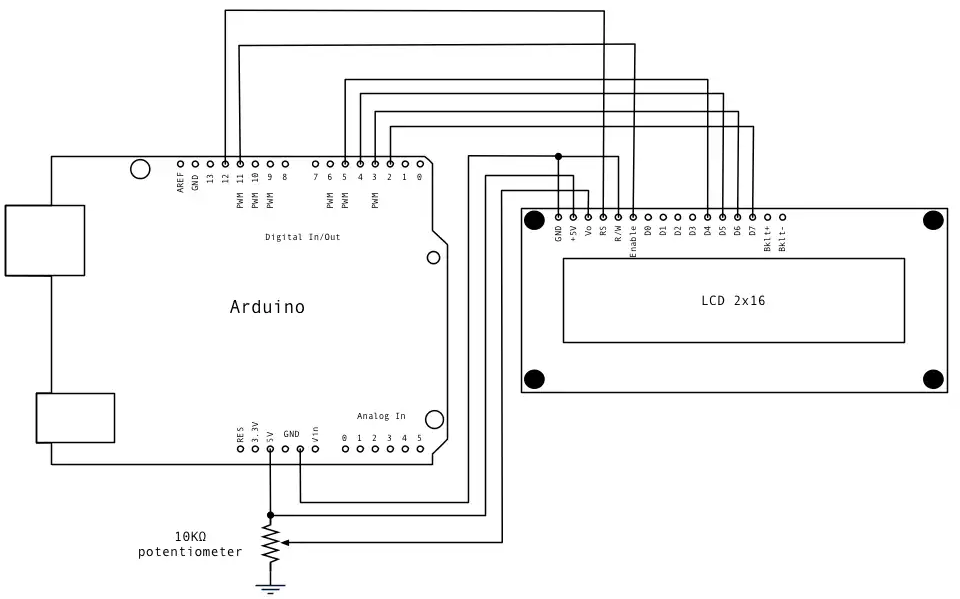 AREF
GND
13
12
11
10
9
8
7
6
5
4
3
2
1
0
PWM
PWM
PWM
PWM
PWM
PWM
Digital In/Out
GND
+5V
Vo
RS
R/W
Enable
D0
D1
D2
D3
D4
D5
D6
D7
Bklt+
Bklt-
Arduino
LCD 2x16
Analog In
RES
3.3V
5V
GND
Vin
0
1
2
3
4
5
10KΩ
potentiometer